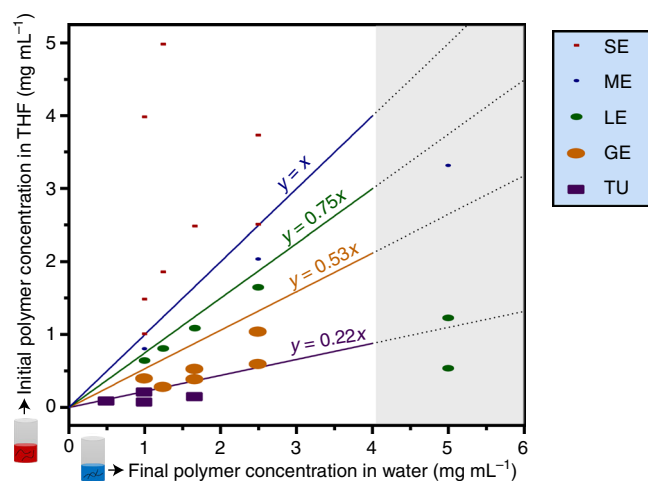 Initial polymer concentration in THF (mg mL⁻¹)
5
4
3
2
1
0
y = x
y = 0.75x
y = 0.53x
y = 0.22x
0 1 2 3 4 5 6
Final polymer concentration in water (mg mL⁻¹)
SE
ME
LE
GE
TU